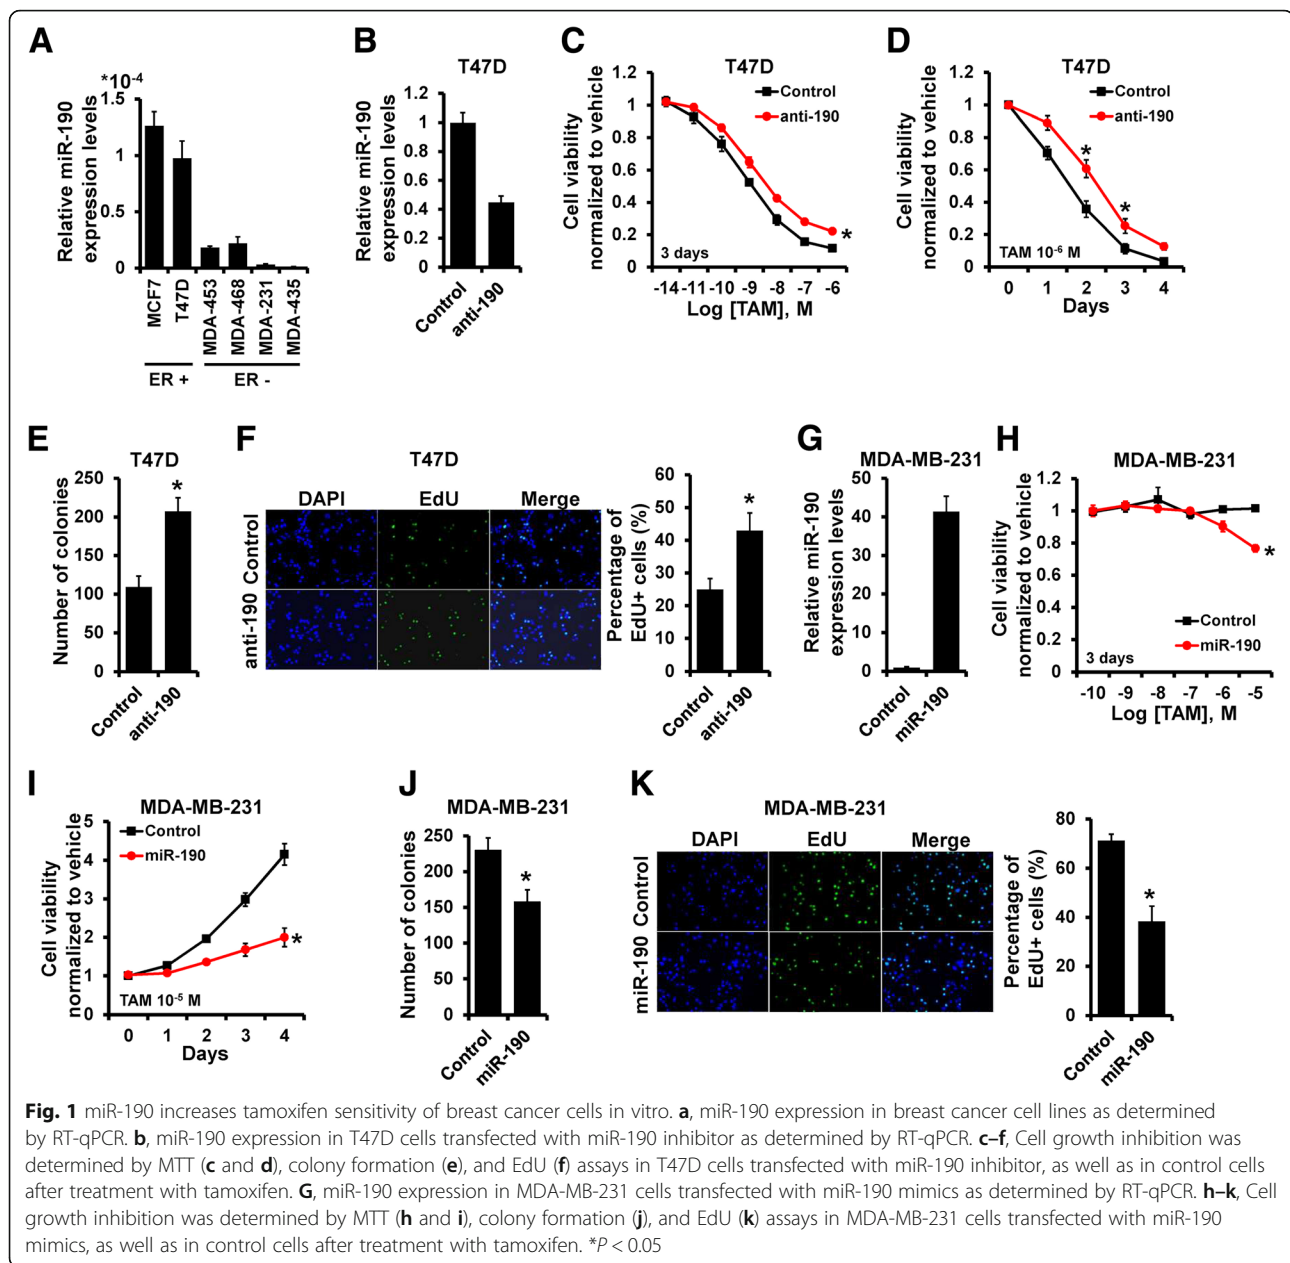 A
Relative miR-190
expression levels
*10-4
1.5
1
0.5
0
MCF7
T47D
MDA-453
MDA-468
MDA-231
MDA-435
ER +
ER -
B
T47D
Relative miR-190
expression levels
1.2
1
0.8
0.6
0.4
0.2
0
Control
anti-190
C
T47D
Cell viability
normalized to vehicle
1.2
1
0.8
0.6
0.4
0.2
0
Control
anti-190
*
3 days
-14 -11 -10 -9 -8 -7 -6
Log [TAM], M
D
T47D
Cell viability
normalized to vehicle
1.2
1
0.8
0.6
0.4
0.2
0
Control
anti-190
*
*
TAM 10-6 M
0 1 2 3 4
Days
E
T47D
Number of colonies
250
200
150
100
50
0
*
Control
anti-190
F
T47D
DAPI EdU Merge
Control
anti-190
Percentage of
EdU+ cells (%)
60
50
40
30
20
10
0
*
Control
anti-190
G
MDA-MB-231
Relative miR-190
expression levels
50
40
30
20
10
0
Control
miR-190
H
MDA-MB-231
Cell viability
normalized to vehicle
1.2
1
0.8
0.6
0.4
0.2
0
*
Control
miR-190
3 days
-10 -9 -8 -7 -6 -5
Log [TAM], M
I
MDA-MB-231
Cell viability
normalized to vehicle
5
4
3
2
1
0
Control
miR-190
*
TAM 10-5 M
0 1 2 3 4
Days
J
MDA-MB-231
Number of colonies
250
200
150
100
50
0
*
Control
miR-190
K
MDA-MB-231
DAPI EdU Merge
Control
miR-190
Percentage of
EdU+ cells (%)
80
60
40
20
0
*
Control
miR-190
Fig. 1 miR-190 increases tamoxifen sensitivity of breast cancer cells in vitro. a, miR-190 expression in breast cancer cell lines as determined
by RT-qPCR. b, miR-190 expression in T47D cells transfected with miR-190 inhibitor as determined by RT-qPCR. c–f, Cell growth inhibition was
determined by MTT (c and d), colony formation (e), and EdU (f) assays in T47D cells transfected with miR-190 inhibitor, as well as in control cells
after treatment with tamoxifen. G, miR-190 expression in MDA-MB-231 cells transfected with miR-190 mimics as determined by RT-qPCR. h–k, Cell
growth inhibition was determined by MTT (h and i), colony formation (j), and EdU (k) assays in MDA-MB-231 cells transfected with miR-190
mimics, as well as in control cells after treatment with tamoxifen. *P < 0.05